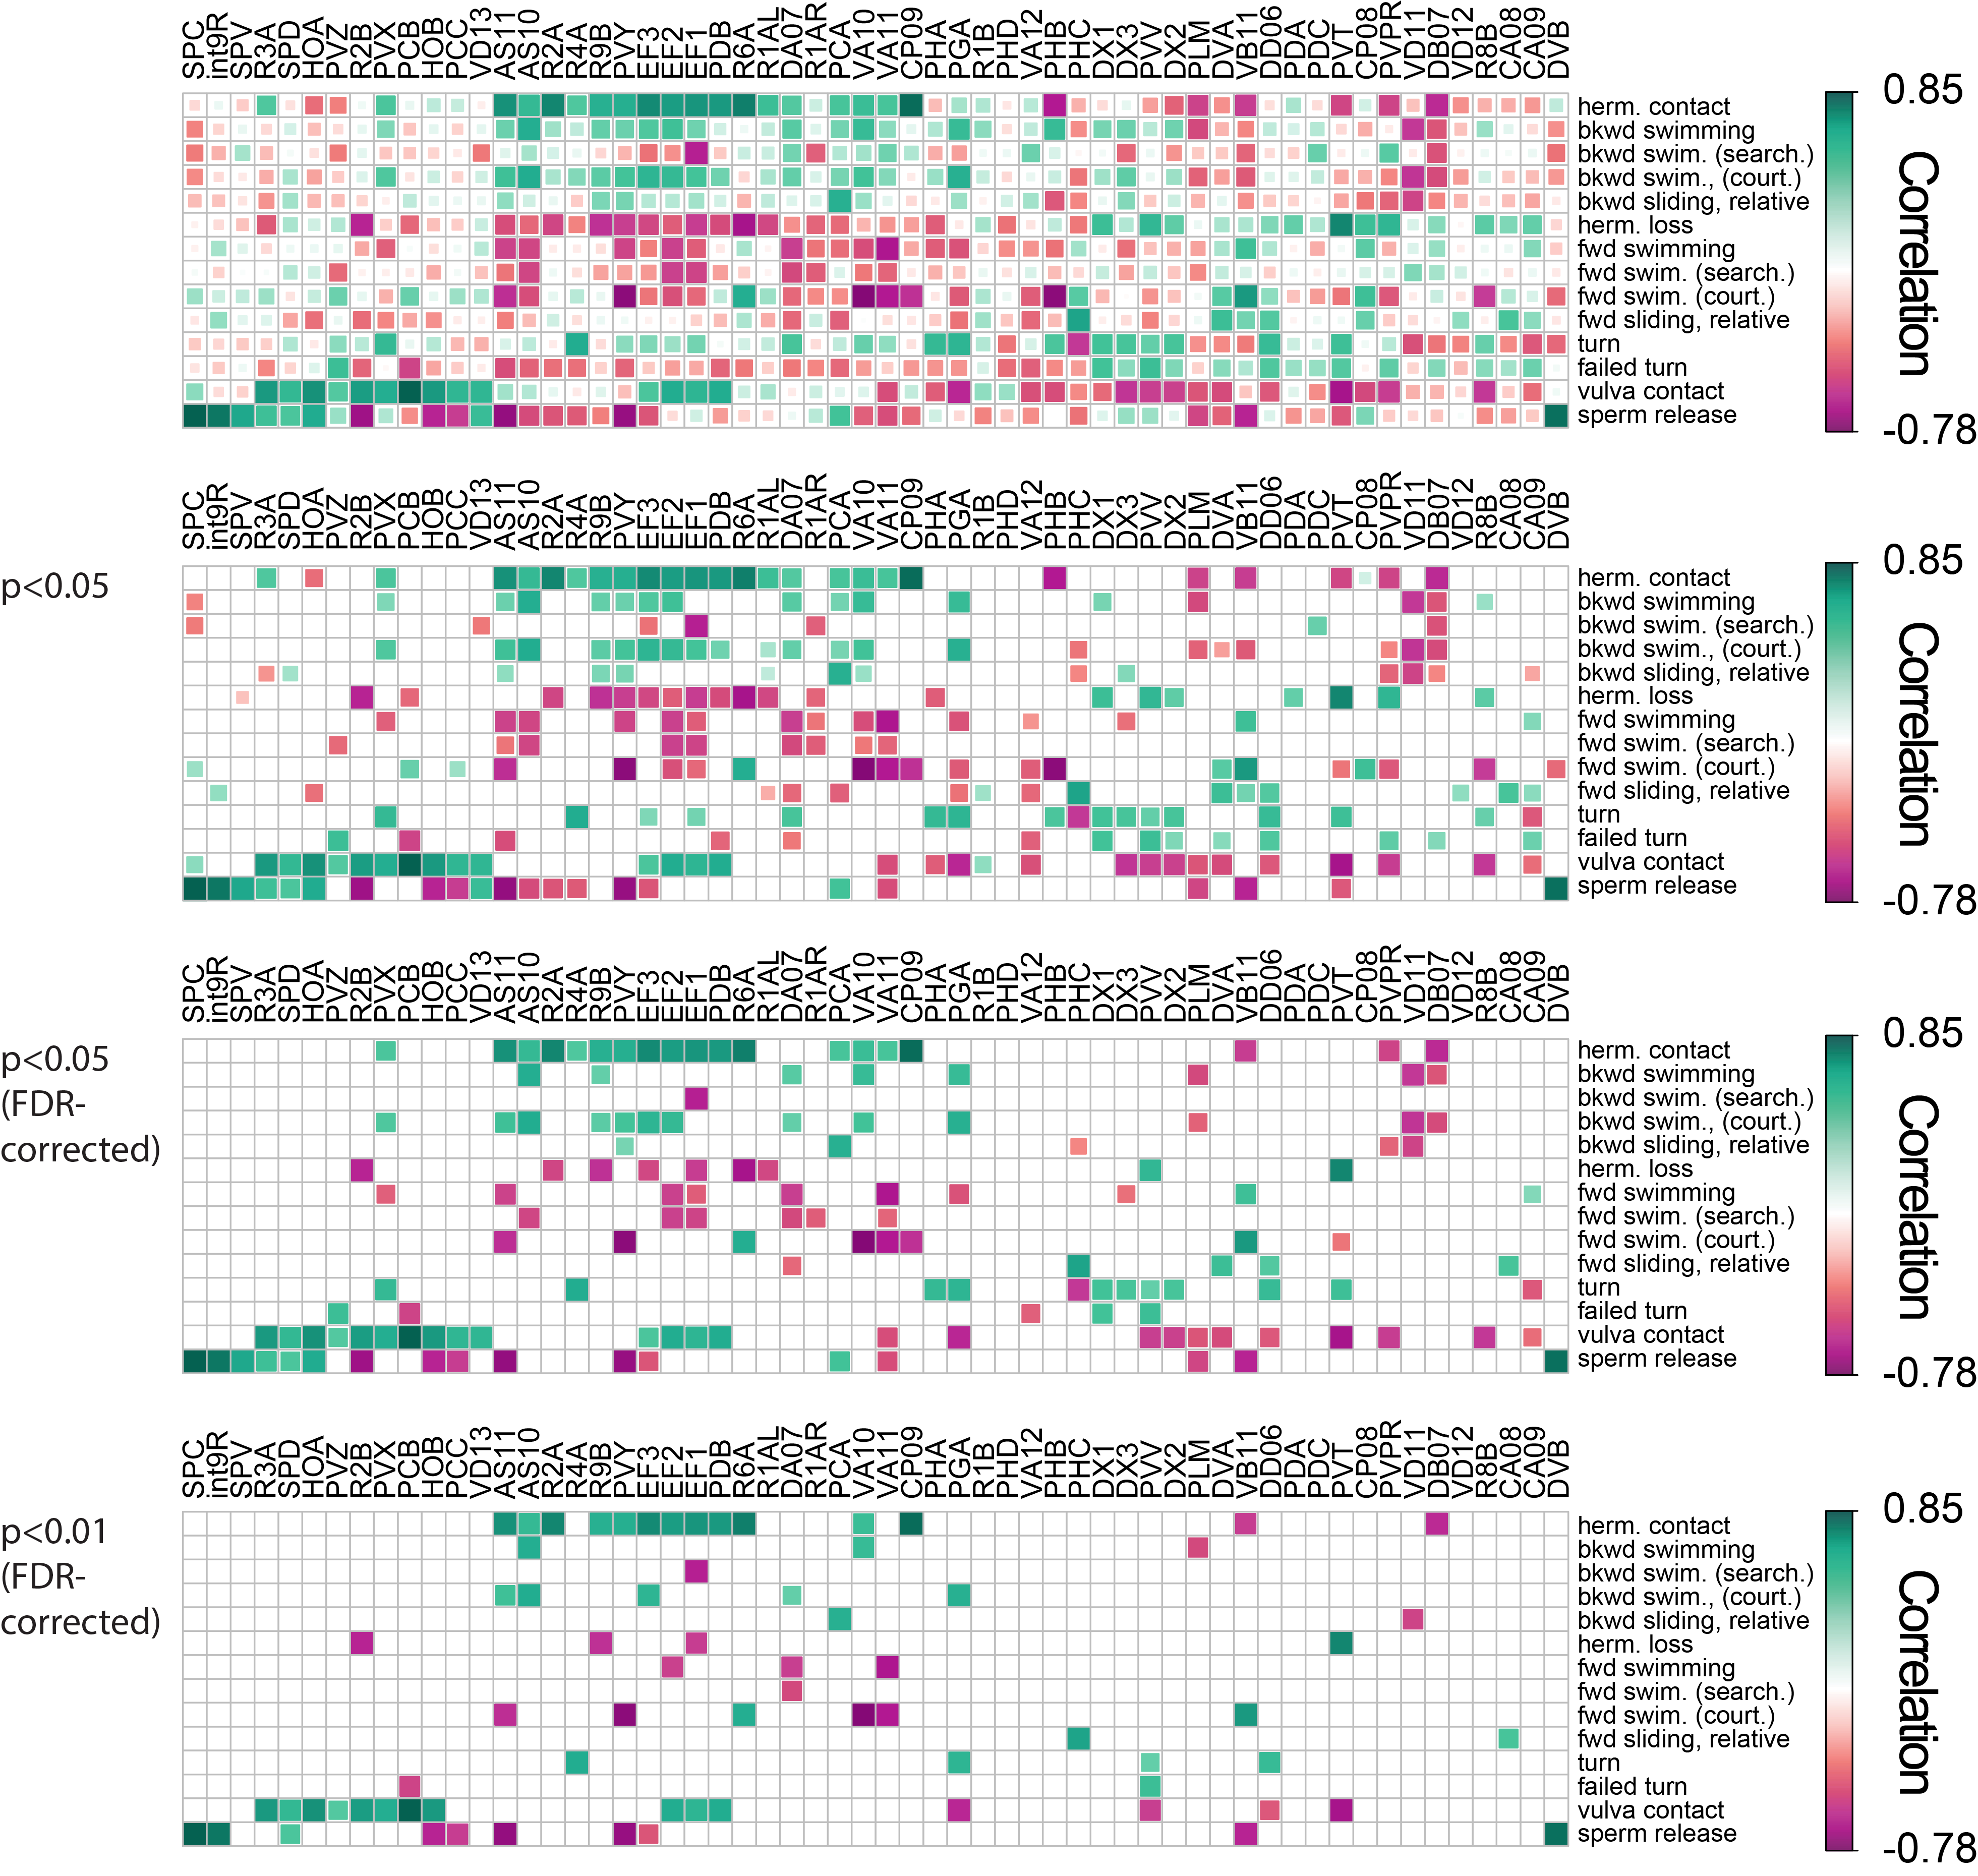 SPC int9R SPV R3A SPD HOA PVZ R2B PVX PCB HOB PCC VD13 AS11 AS10 R2A R4A R9B PVY EF3 EF2 EF1 PDB R6A R1AL DA07 R1AR PCA VA10 VA11 CP09 PHA PGA R1B PHD VA12 PHB PHC DX1 DX3 PVV DX2 PLM DVA VB11 DD06 PDA PDC PVT CP08 PVPR VD11 DB07 VD12 R8B CA08 CA09 DVB
herm. contact
bkwd swimming
bkwd swim. (search.)
bkwd swim., (court.)
bkwd sliding, relative
herm. loss
fwd swimming
fwd swim. (search.)
fwd swim. (court.)
fwd sliding, relative
turn
failed turn
vulva contact
sperm release
0.85
Correlation
-0.78
p<0.05
SPC int9R SPV R3A SPD HOA PVZ R2B PVX PCB HOB PCC VD13 AS11 AS10 R2A R4A R9B PVY EF3 EF2 EF1 PDB R6A R1AL DA07 R1AR PCA VA10 VA11 CP09 PHA PGA R1B PHD VA12 PHB PHC DX1 DX3 PVV DX2 PLM DVA VB11 DD06 PDA PDC PVT CP08 PVPR VD11 DB07 VD12 R8B CA08 CA09 DVB
herm. contact
bkwd swimming
bkwd swim. (search.)
bkwd swim., (court.)
bkwd sliding, relative
herm. loss
fwd swimming
fwd swim. (search.)
fwd swim. (court.)
fwd sliding, relative
turn
failed turn
vulva contact
sperm release
0.85
Correlation
-0.78
p<0.05
(FDR-
corrected)
SPC int9R SPV R3A SPD HOA PVZ R2B PVX PCB HOB PCC VD13 AS11 AS10 R2A R4A R9B PVY EF3 EF2 EF1 PDB R6A R1AL DA07 R1AR PCA VA10 VA11 CP09 PHA PGA R1B PHD VA12 PHB PHC DX1 DX3 PVV DX2 PLM DVA VB11 DD06 PDA PDC PVT CP08 PVPR VD11 DB07 VD12 R8B CA08 CA09 DVB
herm. contact
bkwd swimming
bkwd swim. (search.)
bkwd swim., (court.)
bkwd sliding, relative
herm. loss
fwd swimming
fwd swim. (search.)
fwd swim. (court.)
fwd sliding, relative
turn
failed turn
vulva contact
sperm release
0.85
Correlation
-0.78
p<0.01
(FDR-
corrected)
SPC int9R SPV R3A SPD HOA PVZ R2B PVX PCB HOB PCC VD13 AS11 AS10 R2A R4A R9B PVY EF3 EF2 EF1 PDB R6A R1AL DA07 R1AR PCA VA10 VA11 CP09 PHA PGA R1B PHD VA12 PHB PHC DX1 DX3 PVV DX2 PLM DVA VB11 DD06 PDA PDC PVT CP08 PVPR VD11 DB07 VD12 R8B CA08 CA09 DVB
herm. contact
bkwd swimming
bkwd swim. (search.)
bkwd swim., (court.)
bkwd sliding, relative
herm. loss
fwd swimming
fwd swim. (search.)
fwd swim. (court.)
fwd sliding, relative
turn
failed turn
vulva contact
sperm release
0.85
Correlation
-0.78